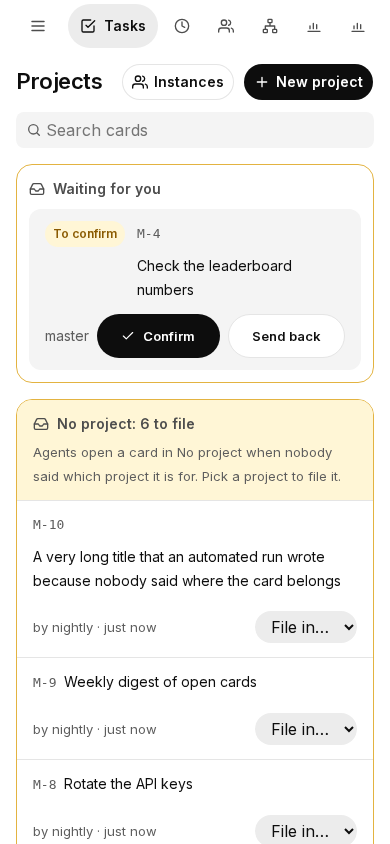 Tasks
Projects
Instances
New project
Search cards
Waiting for you
To confirm
M-4
Check the leaderboard
numbers
master
Confirm
Send back
No project: 6 to file
Agents open a card in No project when nobody
said which project it is for. Pick a project to file it.
M-10
A very long title that an automated run wrote
because nobody said where the card belongs
by nightly · just now
File in...
M-9 Weekly digest of open cards
by nightly · just now
File in...
M-8 Rotate the API keys
by nightly · just now
File in...